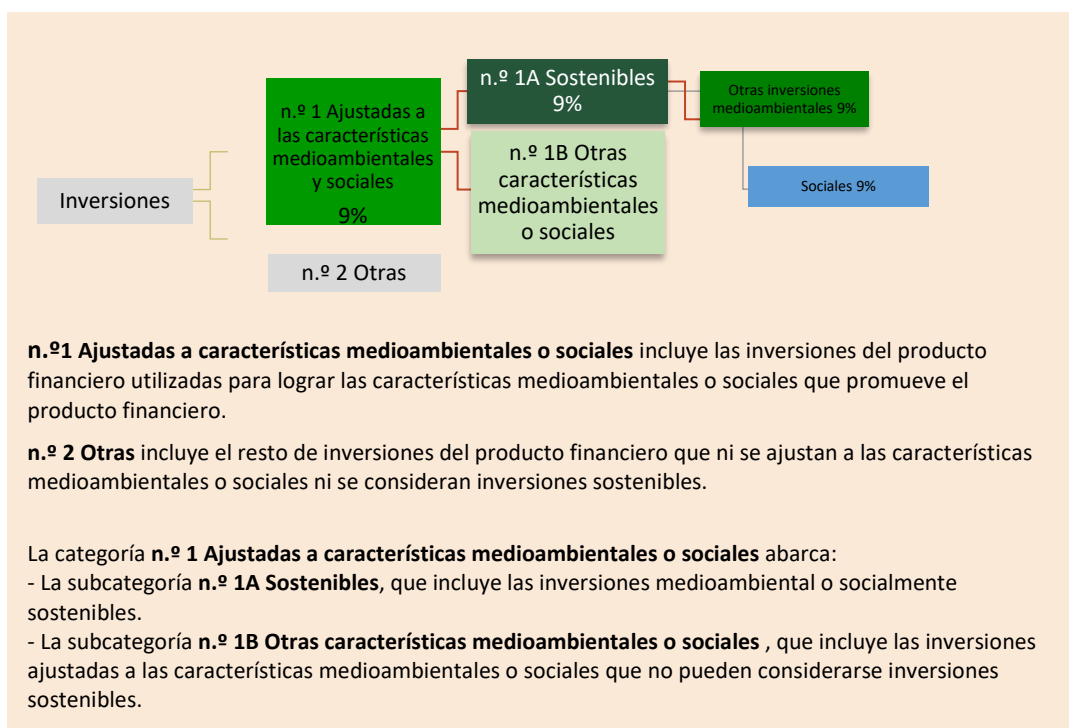 Inversiones
n.º 1 Ajustadas a
las características
medioambientales
y sociales
9%
n.º 2 Otras
n.º 1A Sostenibles
9%
n.º 1B Otras
características
medioambientales
o sociales
Otras inversiones
medioambientales 9%
Sociales 9%
n.º1 Ajustadas a características medioambientales o sociales incluye las inversiones del producto
financiero utilizadas para lograr las características medioambientales o sociales que promueve el
producto financiero.
n.º 2 Otras incluye el resto de inversiones del producto financiero que ni se ajustan a las características
medioambientales o sociales ni se consideran inversiones sostenibles.
La categoría n.º 1 Ajustadas a características medioambientales o sociales abarca:
- La subcategoría n.º 1A Sostenibles, que incluye las inversiones medioambiental o socialmente
sostenibles.
- La subcategoría n.º 1B Otras características medioambientales o sociales , que incluye las inversiones
ajustadas a las características medioambientales o sociales que no pueden considerarse inversiones
sostenibles.